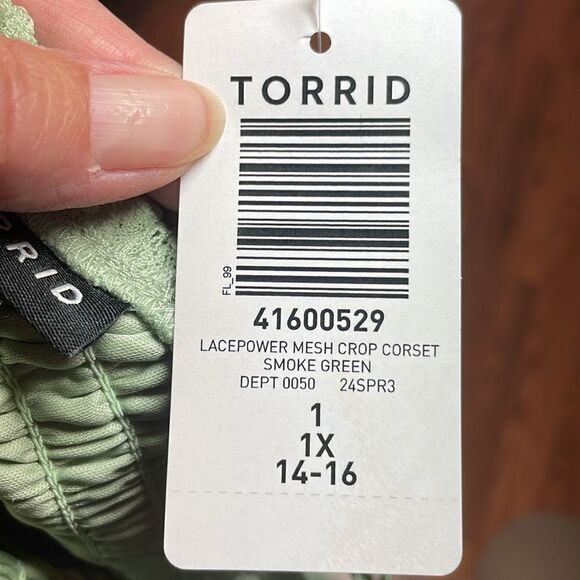 TORRID
FL_99
41600529
LACEPOWER MESH CROP CORSET
SMOKE GREEN
DEPT 0050 24SPR3
1
1X
14-16
RRID